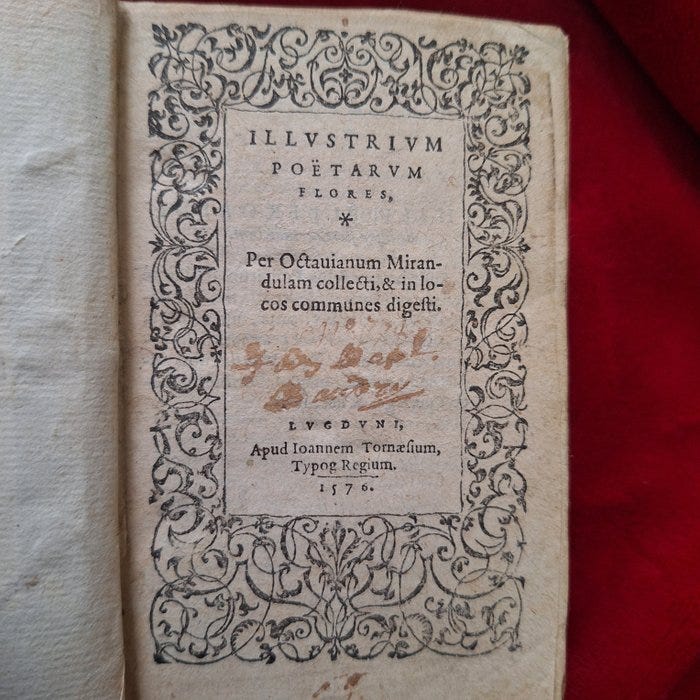 ILLVSTRIVM
POËTARVM
FLORES,
*
Per Octauianum Miran-
dulam collecti, & in lo-
cos communes digesti.
LVGDVNI,
Apud Ioannem Tornæsium,
Typog Regium.
1576.